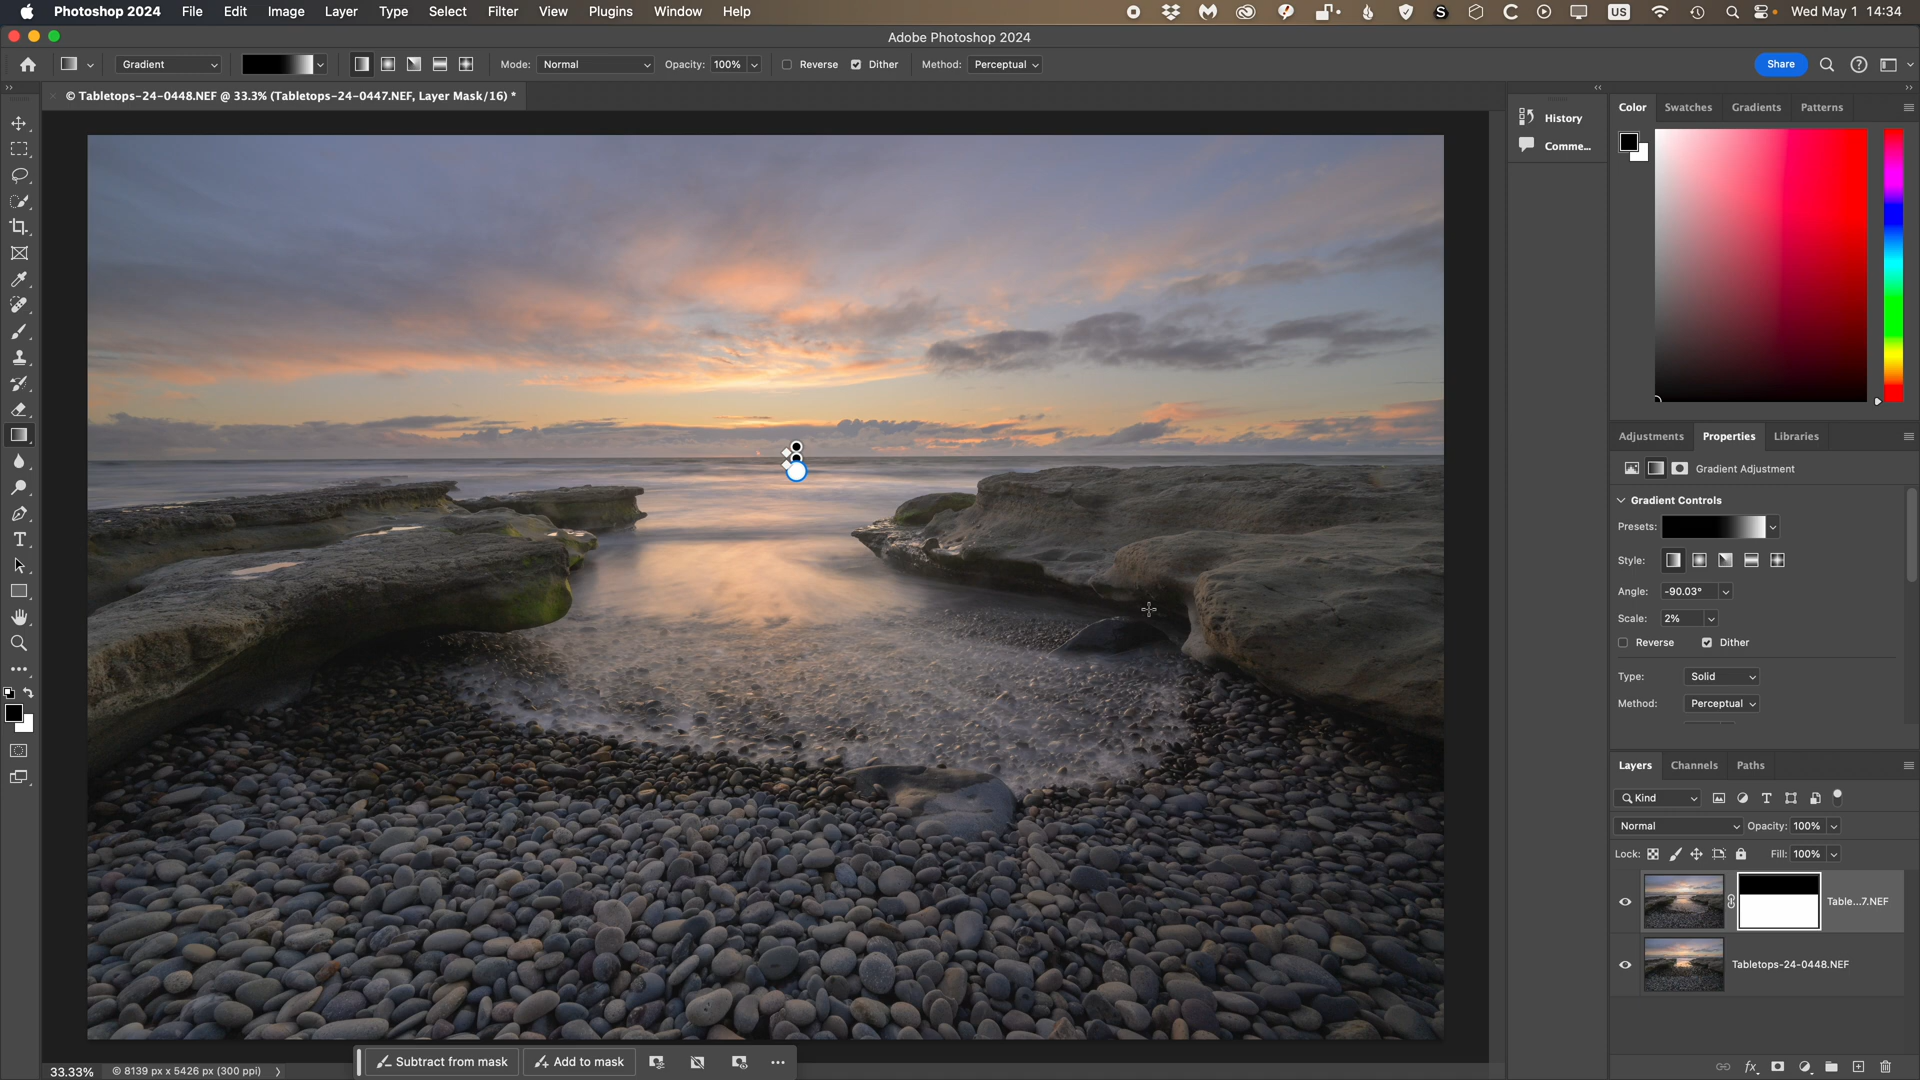 Photoshop 2024 File Edit Image Layer Type Select Filter View Plugins Window Help US Wed May 1 14:34
Adobe Photoshop 2024
Gradient Mode: Normal Opacity: 100% Reverse Dither Method: Perceptual Share
© Tabletops-24-0448.NEF @ 33.3% (Tabletops-24-0447.NEF, Layer Mask/16) *
History
Comme...
Color Swatches Gradients Patterns
Adjustments Properties Libraries
Gradient Adjustment
Gradient Controls
Presets:
Style:
Angle: -90.03°
Scale: 2%
Reverse Dither
Type: Solid
Method: Perceptual
Layers Channels Paths
Kind
Normal Opacity: 100%
Lock: Fill: 100%
Table...7.NEF
Tabletops-24-0448.NEF
Subtract from mask Add to mask
33.33% © 8139 px x 5426 px (300 ppi)